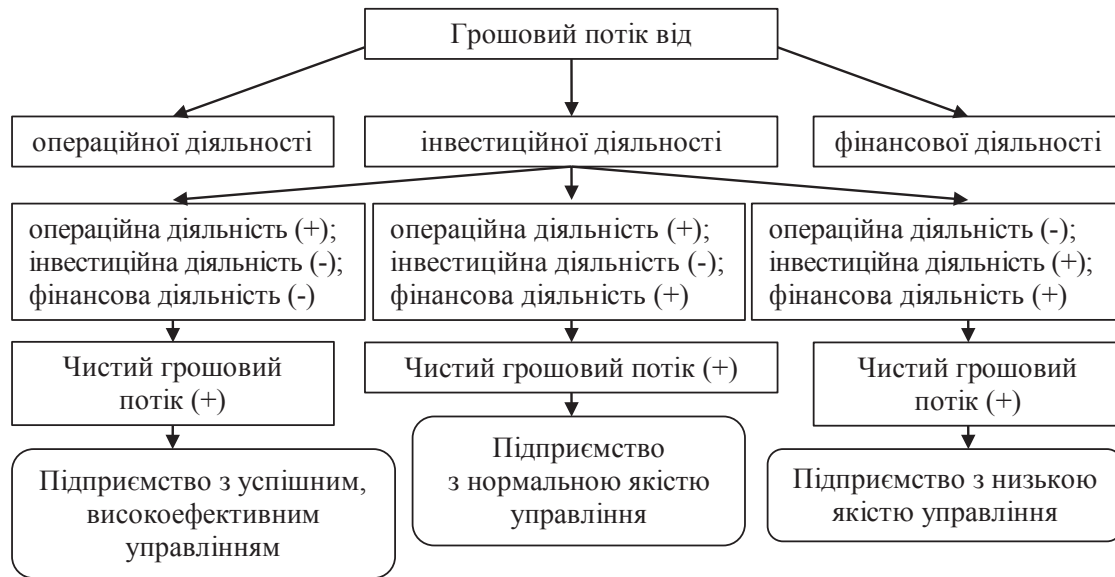 Грошовий потік від
операційної діяльності
інвестиційної діяльності
фінансової діяльності
операційна діяльність (+);
інвестиційна діяльність (-);
фінансова діяльність (-)
операційна діяльність (+);
інвестиційна діяльність (-);
фінансова діяльність (+)
операційна діяльність (-);
інвестиційна діяльність (+);
фінансова діяльність (+)
Чистий грошовий
потік (+)
Чистий грошовий потік (+)
Чистий грошовий
потік (+)
Підприємство з успішним,
високоефективним
управлінням
Підприємство
з нормальною якістю
управління
Підприємство з низькою
якістю управління